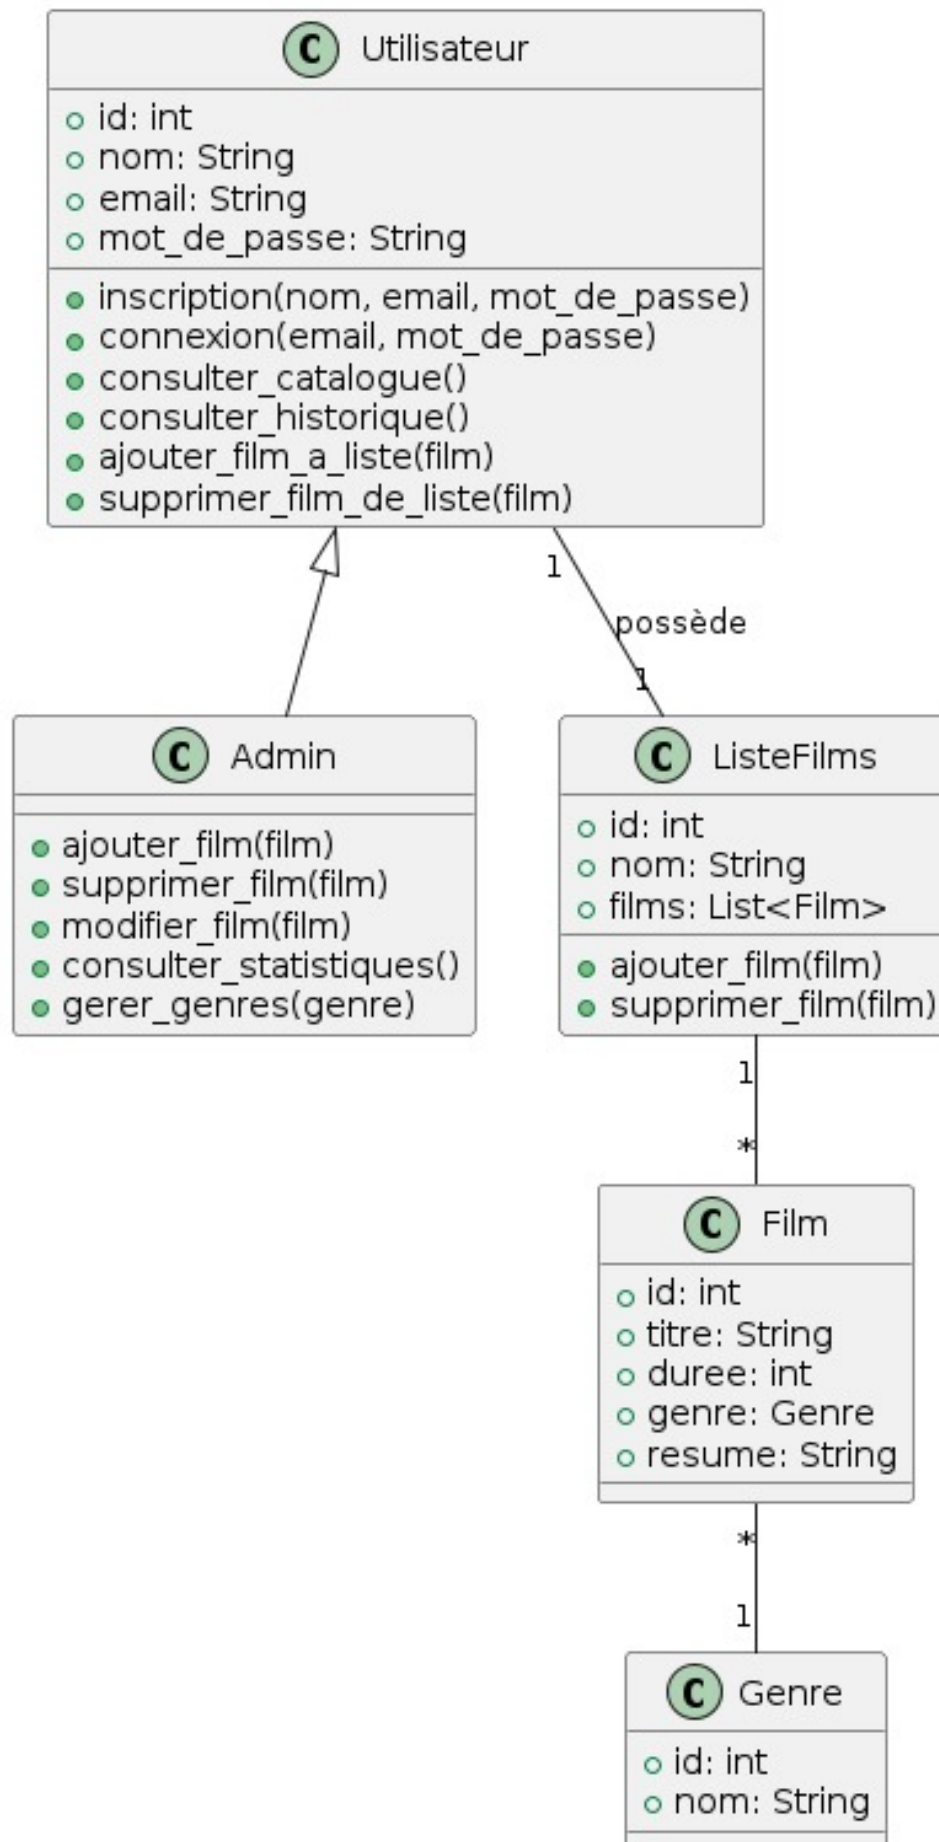 C Utilisateur
id: int
nom: String
email: String
mot_de_passe: String
inscription(nom, email, mot_de_passe)
connexion(email, mot_de_passe)
consulter_catalogue()
consulter_historique()
ajouter_film_a_liste(film)
supprimer_film_de_liste(film)
1
possède
1
C Admin
ajouter_film(film)
supprimer_film(film)
modifier_film(film)
consulter_statistiques()
gerer_genres(genre)
C ListeFilms
id: int
nom: String
films: List<Film>
ajouter_film(film)
supprimer_film(film)
1
*
C Film
id: int
titre: String
duree: int
genre: Genre
resume: String
*
1
C Genre
id: int
nom: String